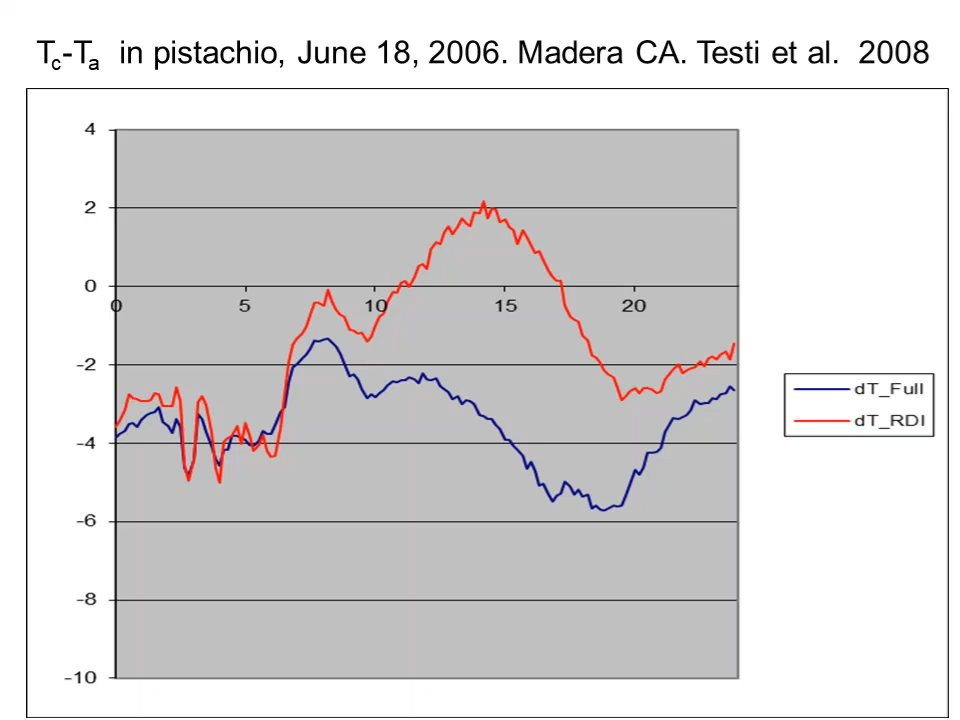 Tc-Ta in pistachio, June 18, 2006. Madera CA. Testi et al. 2008
4
2
0
0 5 10 15 20
-2
dT_Full
dT_RDI
-4
-6
-8
-10